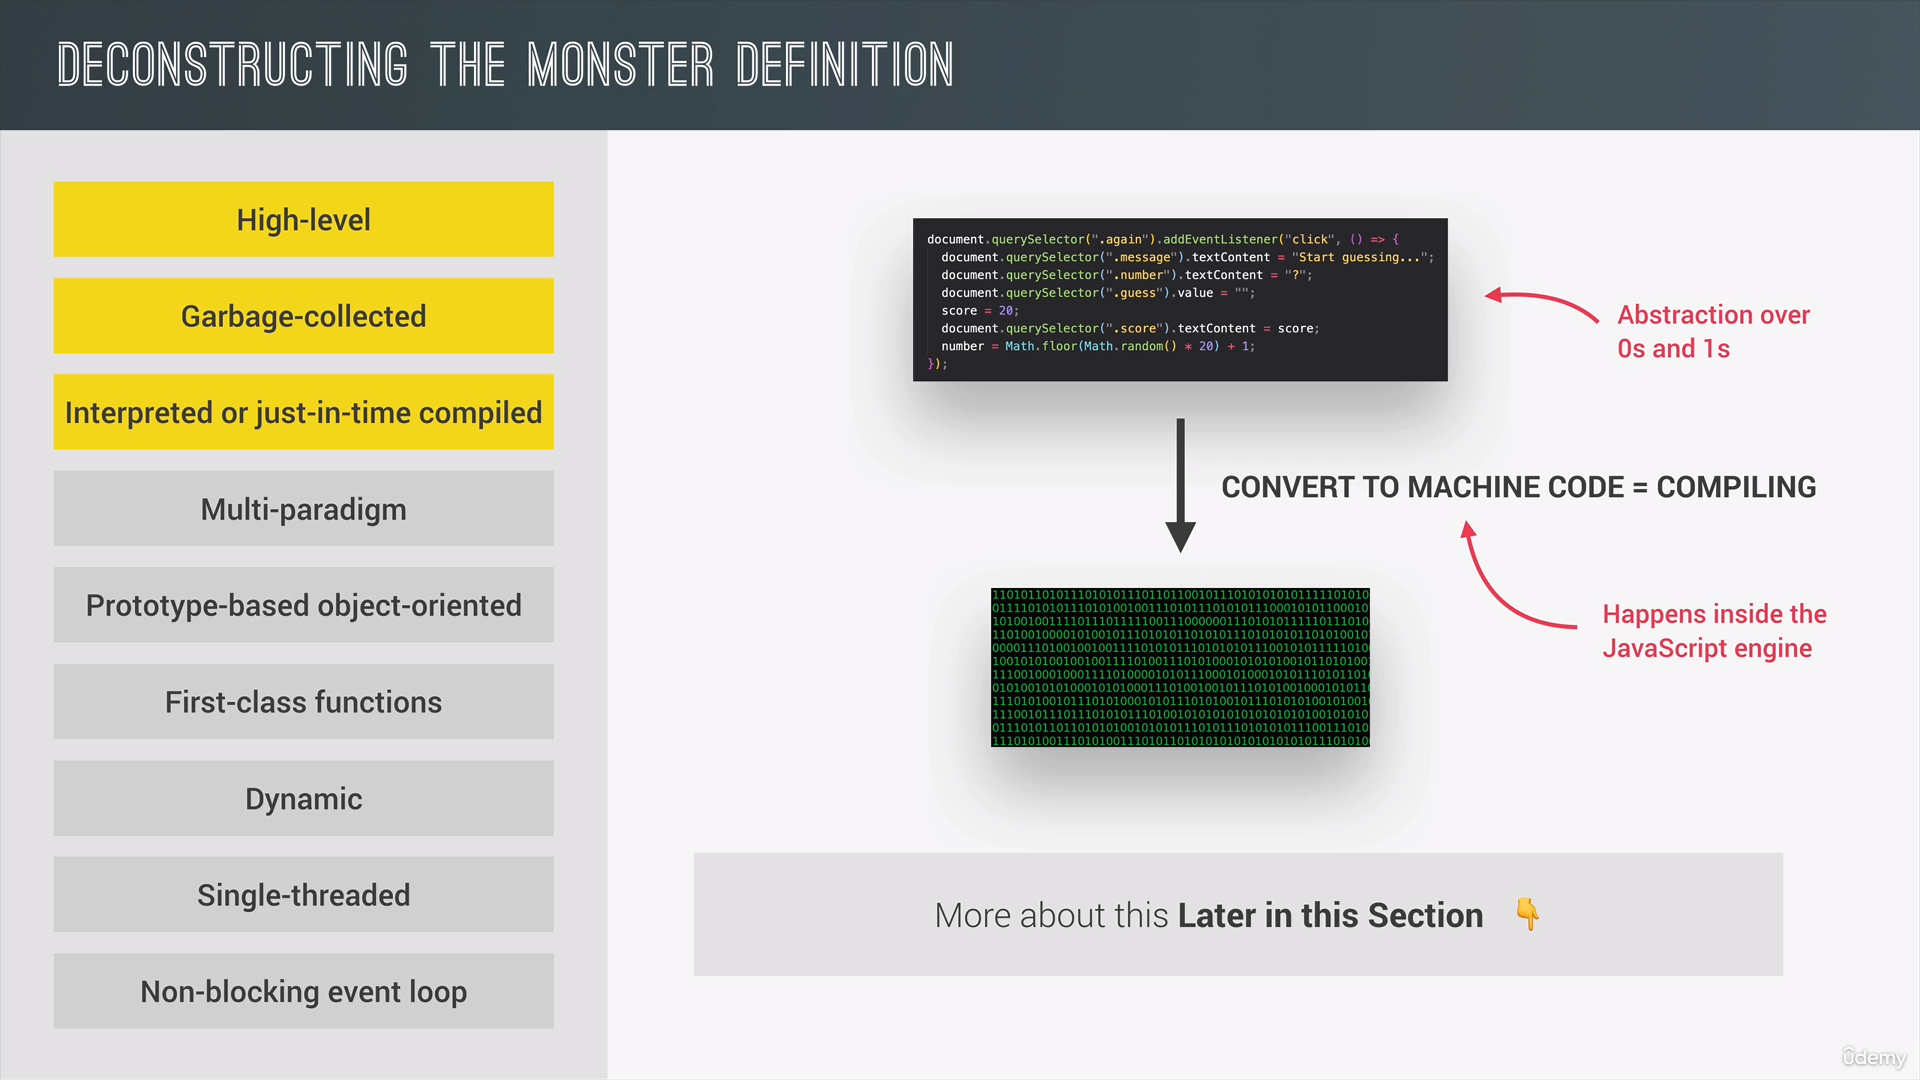 DECONSTRUCTING THE MONSTER DEFINITION
High-level
Garbage-collected
Interpreted or just-in-time compiled
Multi-paradigm
Prototype-based object-oriented
First-class functions
Dynamic
Single-threaded
Non-blocking event loop
document.querySelector(".again").addEventListener("click", () => {
document.querySelector(".message").textContent = "Start guessing...";
document.querySelector(".number").textContent = "?";
document.querySelector(".guess").value = "";
score = 20;
document.querySelector(".score").textContent = score;
number = Math.floor(Math.random() * 20) + 1;
});
Abstraction over
0s and 1s
CONVERT TO MACHINE CODE = COMPILING
Happens inside the
JavaScript engine
More about this Later in this Section 👇
ûdemy